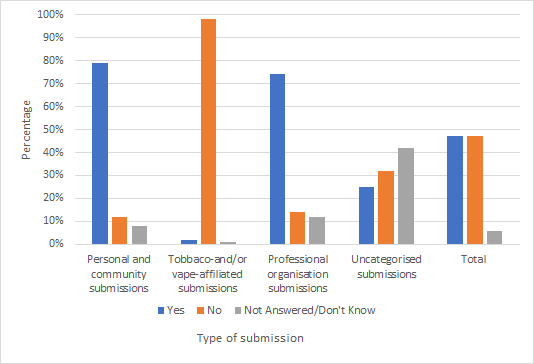 100%
90%
80%
70%
60%
50%
40%
30%
20%
10%
0%
Percentage
Personal and
community
submissions
Tobbaco-and/or
vape-affiliated
submissions
Professional
organisation
submissions
Uncategorised
submissions
Total
Yes No Not Answered/Don't Know
Type of submission